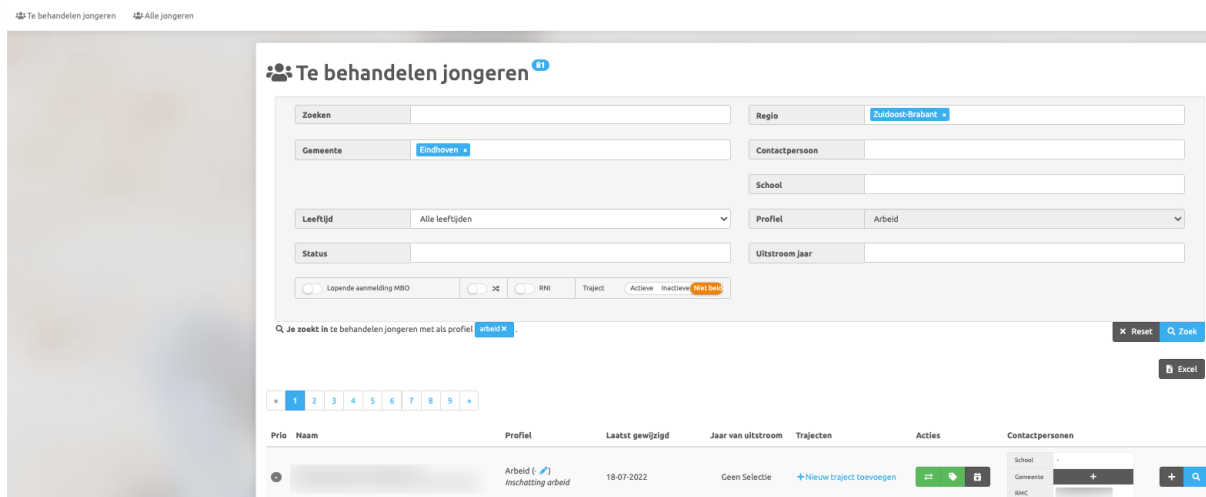 Te behandelen jongeren Alle jongeren
Te behandelen jongeren 81
Zoeken Regio Zuidoost-Brabant ×
Gemeente Eindhoven × Contactpersoon
School
Leeftijd Alle leeftijden Profiel Arbeid
Status Uitstroom jaar
Lopende aanmelding MBO RNI Traject Actieve Inactieve Niet beid
Je zoekt in te behandelen jongeren met als profiel arbeid × .
× Reset Zoek
Excel
« 1 2 3 4 5 6 7 8 9 »
Prio Naam Profiel Laatst gewijzigd Jaar van uitstroom Trajecten Acties Contactpersonen
School -
Arbeid (- )
Inschatting arbeid
18-07-2022 Geen Selectie +Nieuw traject toevoegen
Gemeente +
+
RMC